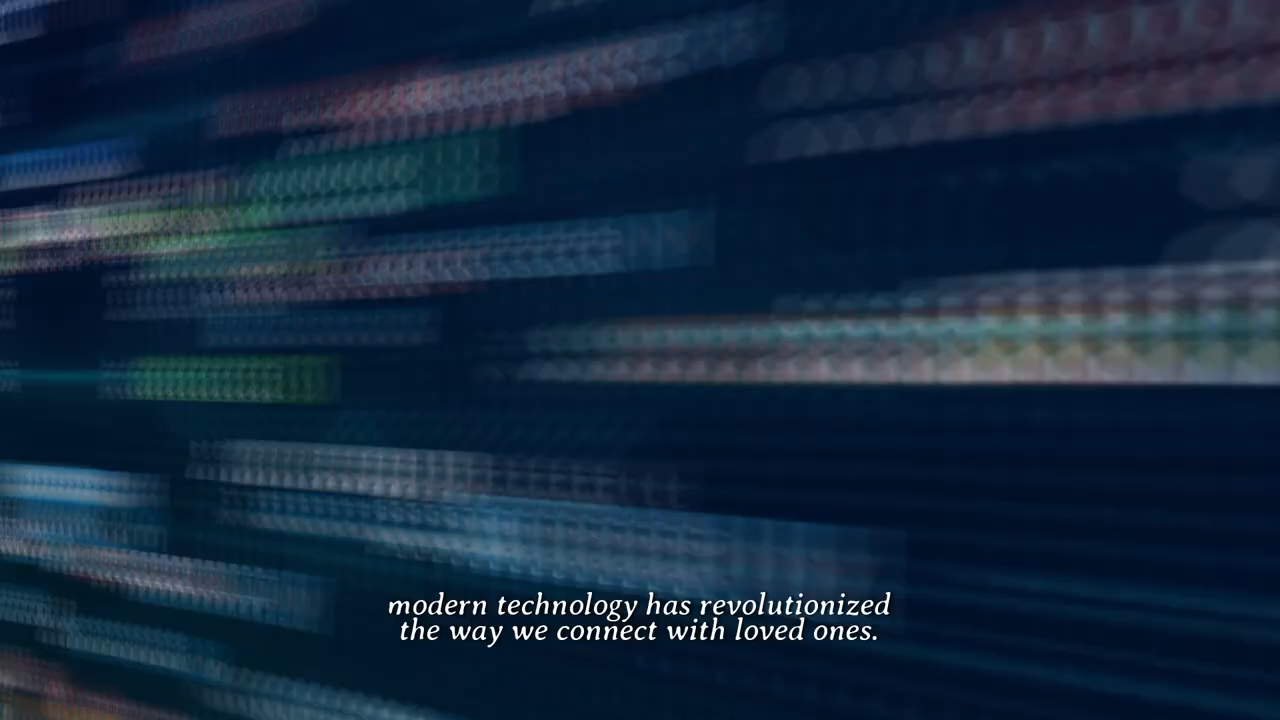 modern technology has revolutionized
the way we connect with loved ones.